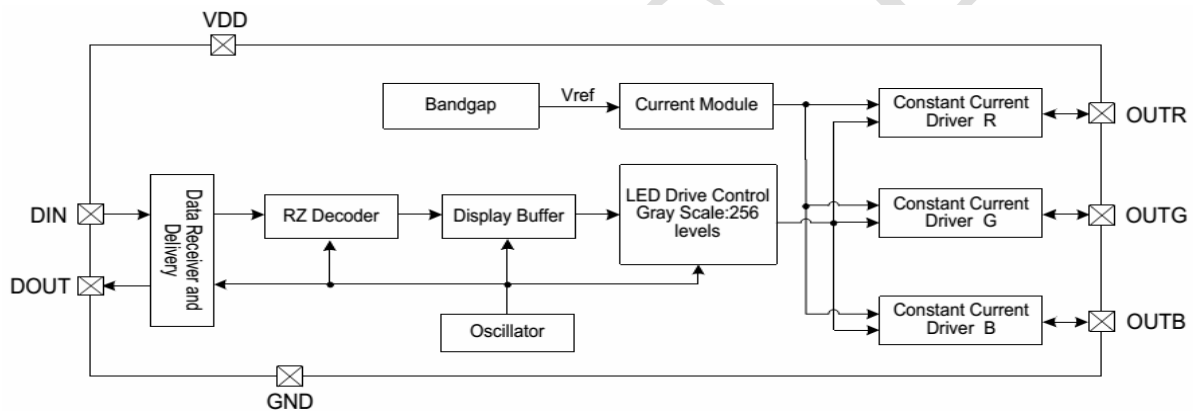 VDD
Bandgap
Vref
Current Module
Constant Current
Driver R
OUTR
DIN
Data Receiver and
Delivery
RZ Decoder
Display Buffer
LED Drive Control
Gray Scale:256
levels
Constant Current
Driver G
OUTG
DOUT
Oscillator
Constant Current
Driver B
OUTB
GND